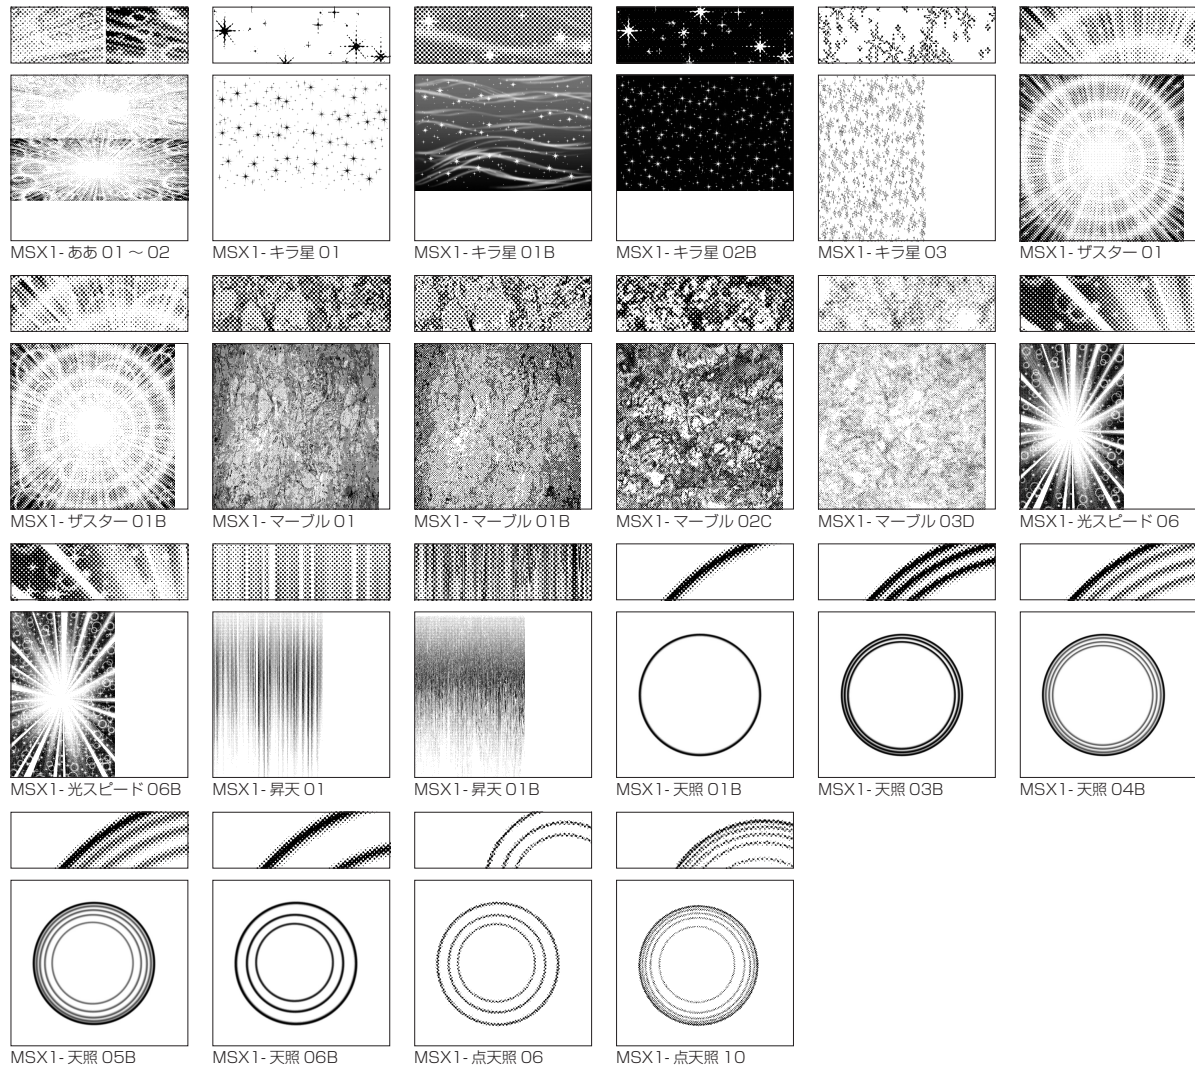 MSX1- ああ 01 ～ 02
MSX1- キラ星 01
MSX1- キラ星 01B
MSX1- キラ星 02B
MSX1- キラ星 03
MSX1- ザスター 01
MSX1- ザスター 01B
MSX1- マーブル 01
MSX1- マーブル 01B
MSX1- マーブル 02C
MSX1- マーブル 03D
MSX1- 光スピード 06
MSX1- 光スピード 06B
MSX1- 昇天 01
MSX1- 昇天 01B
MSX1- 天照 01B
MSX1- 天照 03B
MSX1- 天照 04B
MSX1- 天照 05B
MSX1- 天照 06B
MSX1- 点天照 06
MSX1- 点天照 10